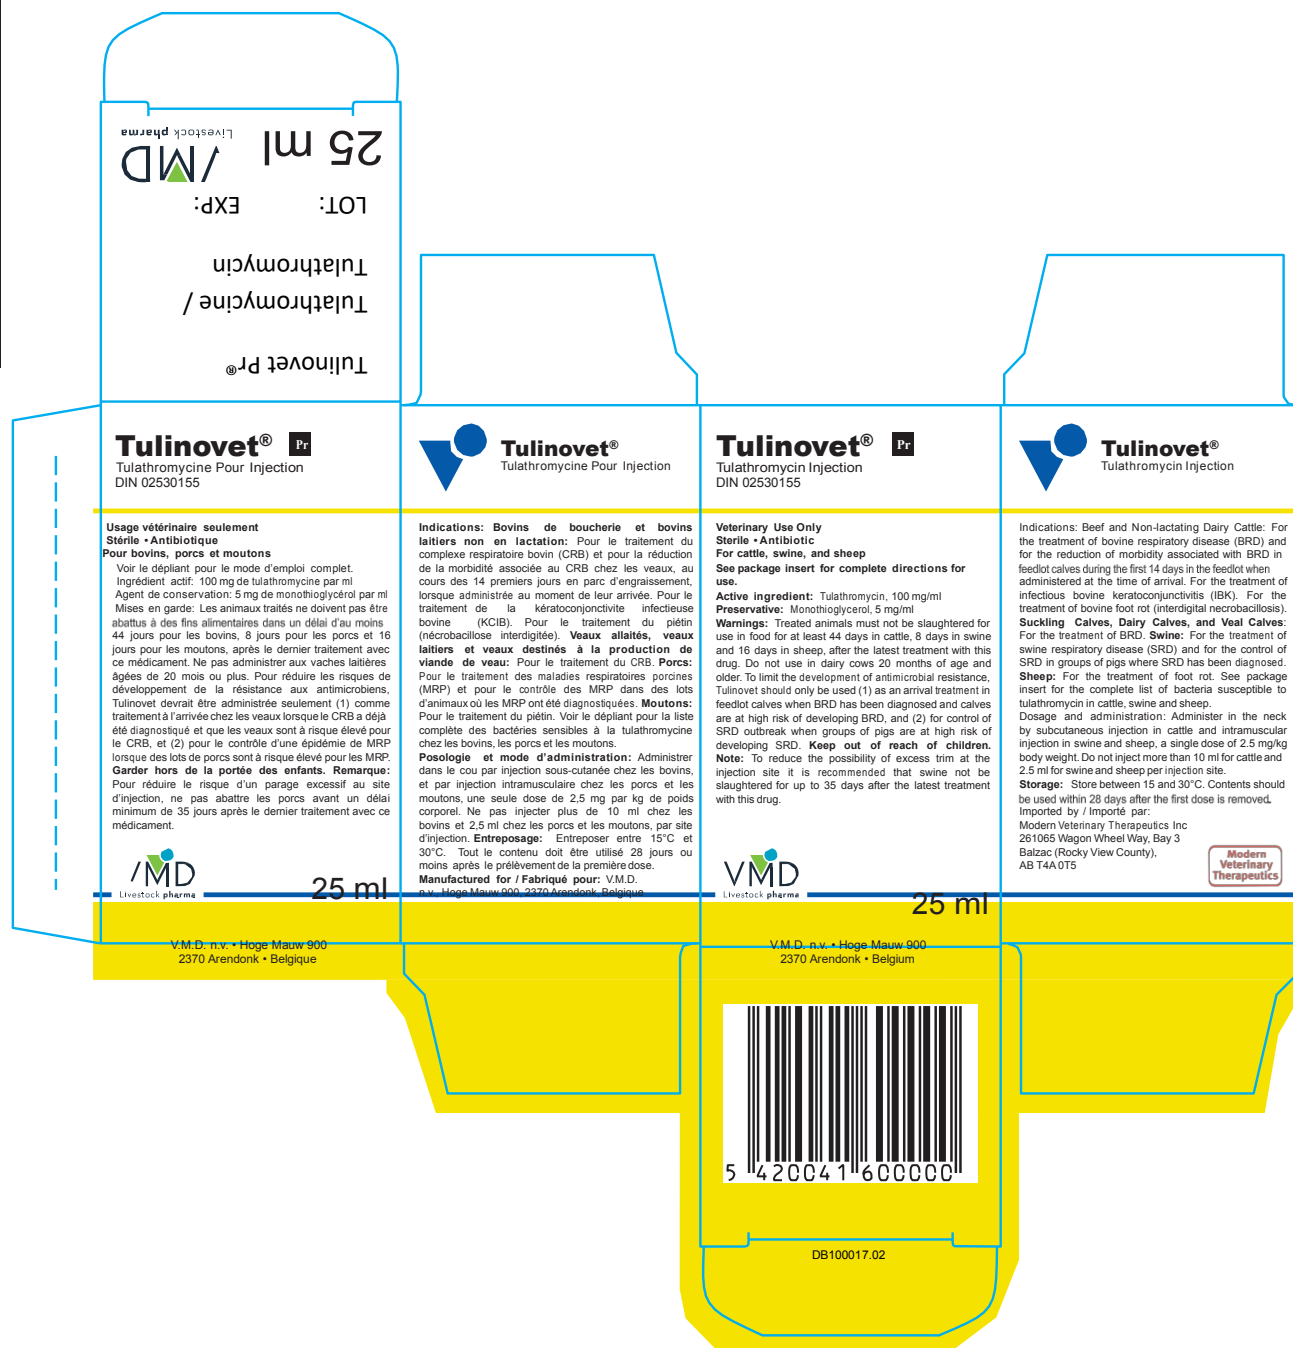 Tulinovet Pr®
Tulathromycine /
Tulathromycin
LOT: EXP:
25 ml
VMD
Livestock pharma
Tulinovet® Pr
Tulathromycine Pour Injection
DIN 02530155
Usage vétérinaire seulement
Stérile • Antibiotique
Pour bovins, porcs et moutons
Voir le dépliant pour le mode d'emploi complet.
Ingrédient actif: 100 mg de tulathromycine par ml
Agent de conservation: 5 mg de monothioglycérol par ml
Mises en garde: Les animaux traités ne doivent pas être
abattus à des fins alimentaires dans un délai d'au moins
44 jours pour les bovins, 8 jours pour les porcs et 16
jours pour les moutons, après le dernier traitement avec
ce médicament. Ne pas administrer aux vaches laitières
âgées de 20 mois ou plus. Pour réduire les risques de
développement de la résistance aux antimicrobiens,
Tulinovet devrait être administrée seulement (1) comme
traitement à l'arrivée chez les veaux lorsque le CRB a déjà
été diagnostiqué et que les veaux sont à risque élevé pour
le CRB, et (2) pour le contrôle d'une épidémie de MRP
lorsque des lots de porcs sont à risque élevé pour les MRP.
Garder hors de la portée des enfants. Remarque:
Pour réduire le risque d'un parage excessif au site
d'injection, ne pas abattre les porcs avant un délai
minimum de 35 jours après le dernier traitement avec ce
médicament.
VMD
Livestock pharma
25 ml
V.M.D. n.v. • Hoge Mauw 900
2370 Arendonk • Belgique
Tulinovet®
Tulathromycine Pour Injection
Indications: Bovins de boucherie et bovins
laitiers non en lactation: Pour le traitement du
complexe respiratoire bovin (CRB) et pour la réduction
de la morbidité associée au CRB chez les veaux, au
cours des 14 premiers jours en parc d'engraissement,
lorsque administrée au moment de leur arrivée. Pour le
traitement de la kératoconjonctivite infectieuse
bovine (KCIB). Pour le traitement du piétin
(nécrobacillose interdigitée). Veaux allaités, veaux
laitiers et veaux destinés à la production de
viande de veau: Pour le traitement du CRB. Porcs:
Pour le traitement des maladies respiratoires porcines
(MRP) et pour le contrôle des MRP dans des lots
d'animaux où les MRP ont été diagnostiquées. Moutons:
Pour le traitement du piétin. Voir le dépliant pour la liste
complète des bactéries sensibles à la tulathromycine
chez les bovins, les porcs et les moutons.
Posologie et mode d'administration: Administrer
dans le cou par injection sous-cutanée chez les bovins,
et par injection intramusculaire chez les porcs et les
moutons, une seule dose de 2,5 mg par kg de poids
corporel. Ne pas injecter plus de 10 ml chez les
bovins et 2,5 ml chez les porcs et les moutons, par site
d'injection. Entreposage: Entreposer entre 15°C et
30°C. Tout le contenu doit être utilisé 28 jours ou
moins après le prélèvement de la première dose.
Manufactured for / Fabriqué pour: V.M.D.
n.v., Hoge Mauw 900, 2370 Arendonk, Belgique
Tulinovet® Pr
Tulathromycin Injection
DIN 02530155
Veterinary Use Only
Sterile • Antibiotic
For cattle, swine, and sheep
See package insert for complete directions for
use.
Active ingredient: Tulathromycin, 100 mg/ml
Preservative: Monothioglycerol, 5 mg/ml
Warnings: Treated animals must not be slaughtered for
use in food for at least 44 days in cattle, 8 days in swine
and 16 days in sheep, after the latest treatment with this
drug. Do not use in dairy cows 20 months of age and
older. To limit the development of antimicrobial resistance,
Tulinovet should only be used (1) as an arrival treatment in
feedlot calves when BRD has been diagnosed and calves
are at high risk of developing BRD, and (2) for control of
SRD outbreak when groups of pigs are at high risk of
developing SRD. Keep out of reach of children.
Note: To reduce the possibility of excess trim at the
injection site it is recommended that swine not be
slaughtered for up to 35 days after the latest treatment
with this drug.
VMD
Livestock pharma
25 ml
V.M.D. n.v. • Hoge Mauw 900
2370 Arendonk • Belgium
Tulinovet®
Tulathromycin Injection
Indications: Beef and Non-lactating Dairy Cattle: For
the treatment of bovine respiratory disease (BRD) and
for the reduction of morbidity associated with BRD in
feedlot calves during the first 14 days in the feedlot when
administered at the time of arrival. For the treatment of
infectious bovine keratoconjunctivitis (IBK). For the
treatment of bovine foot rot (interdigital necrobacillosis).
Suckling Calves, Dairy Calves, and Veal Calves:
For the treatment of BRD. Swine: For the treatment of
swine respiratory disease (SRD) and for the control of
SRD in groups of pigs where SRD has been diagnosed.
Sheep: For the treatment of foot rot. See package
insert for the complete list of bacteria susceptible to
tulathromycin in cattle, swine and sheep.
Dosage and administration: Administer in the neck
by subcutaneous injection in cattle and intramuscular
injection in swine and sheep, a single dose of 2.5 mg/kg
body weight. Do not inject more than 10 ml for cattle and
2.5 ml for swine and sheep per injection site.
Storage: Store between 15 and 30°C. Contents should
be used within 28 days after the first dose is removed.
Imported by / Importé par:
Modern Veterinary Therapeutics Inc
261065 Wagon Wheel Way, Bay 3
Balzac (Rocky View County),
AB T4A 0T5
Modern
Veterinary
Therapeutics
5 420041 600000
DB100017.02